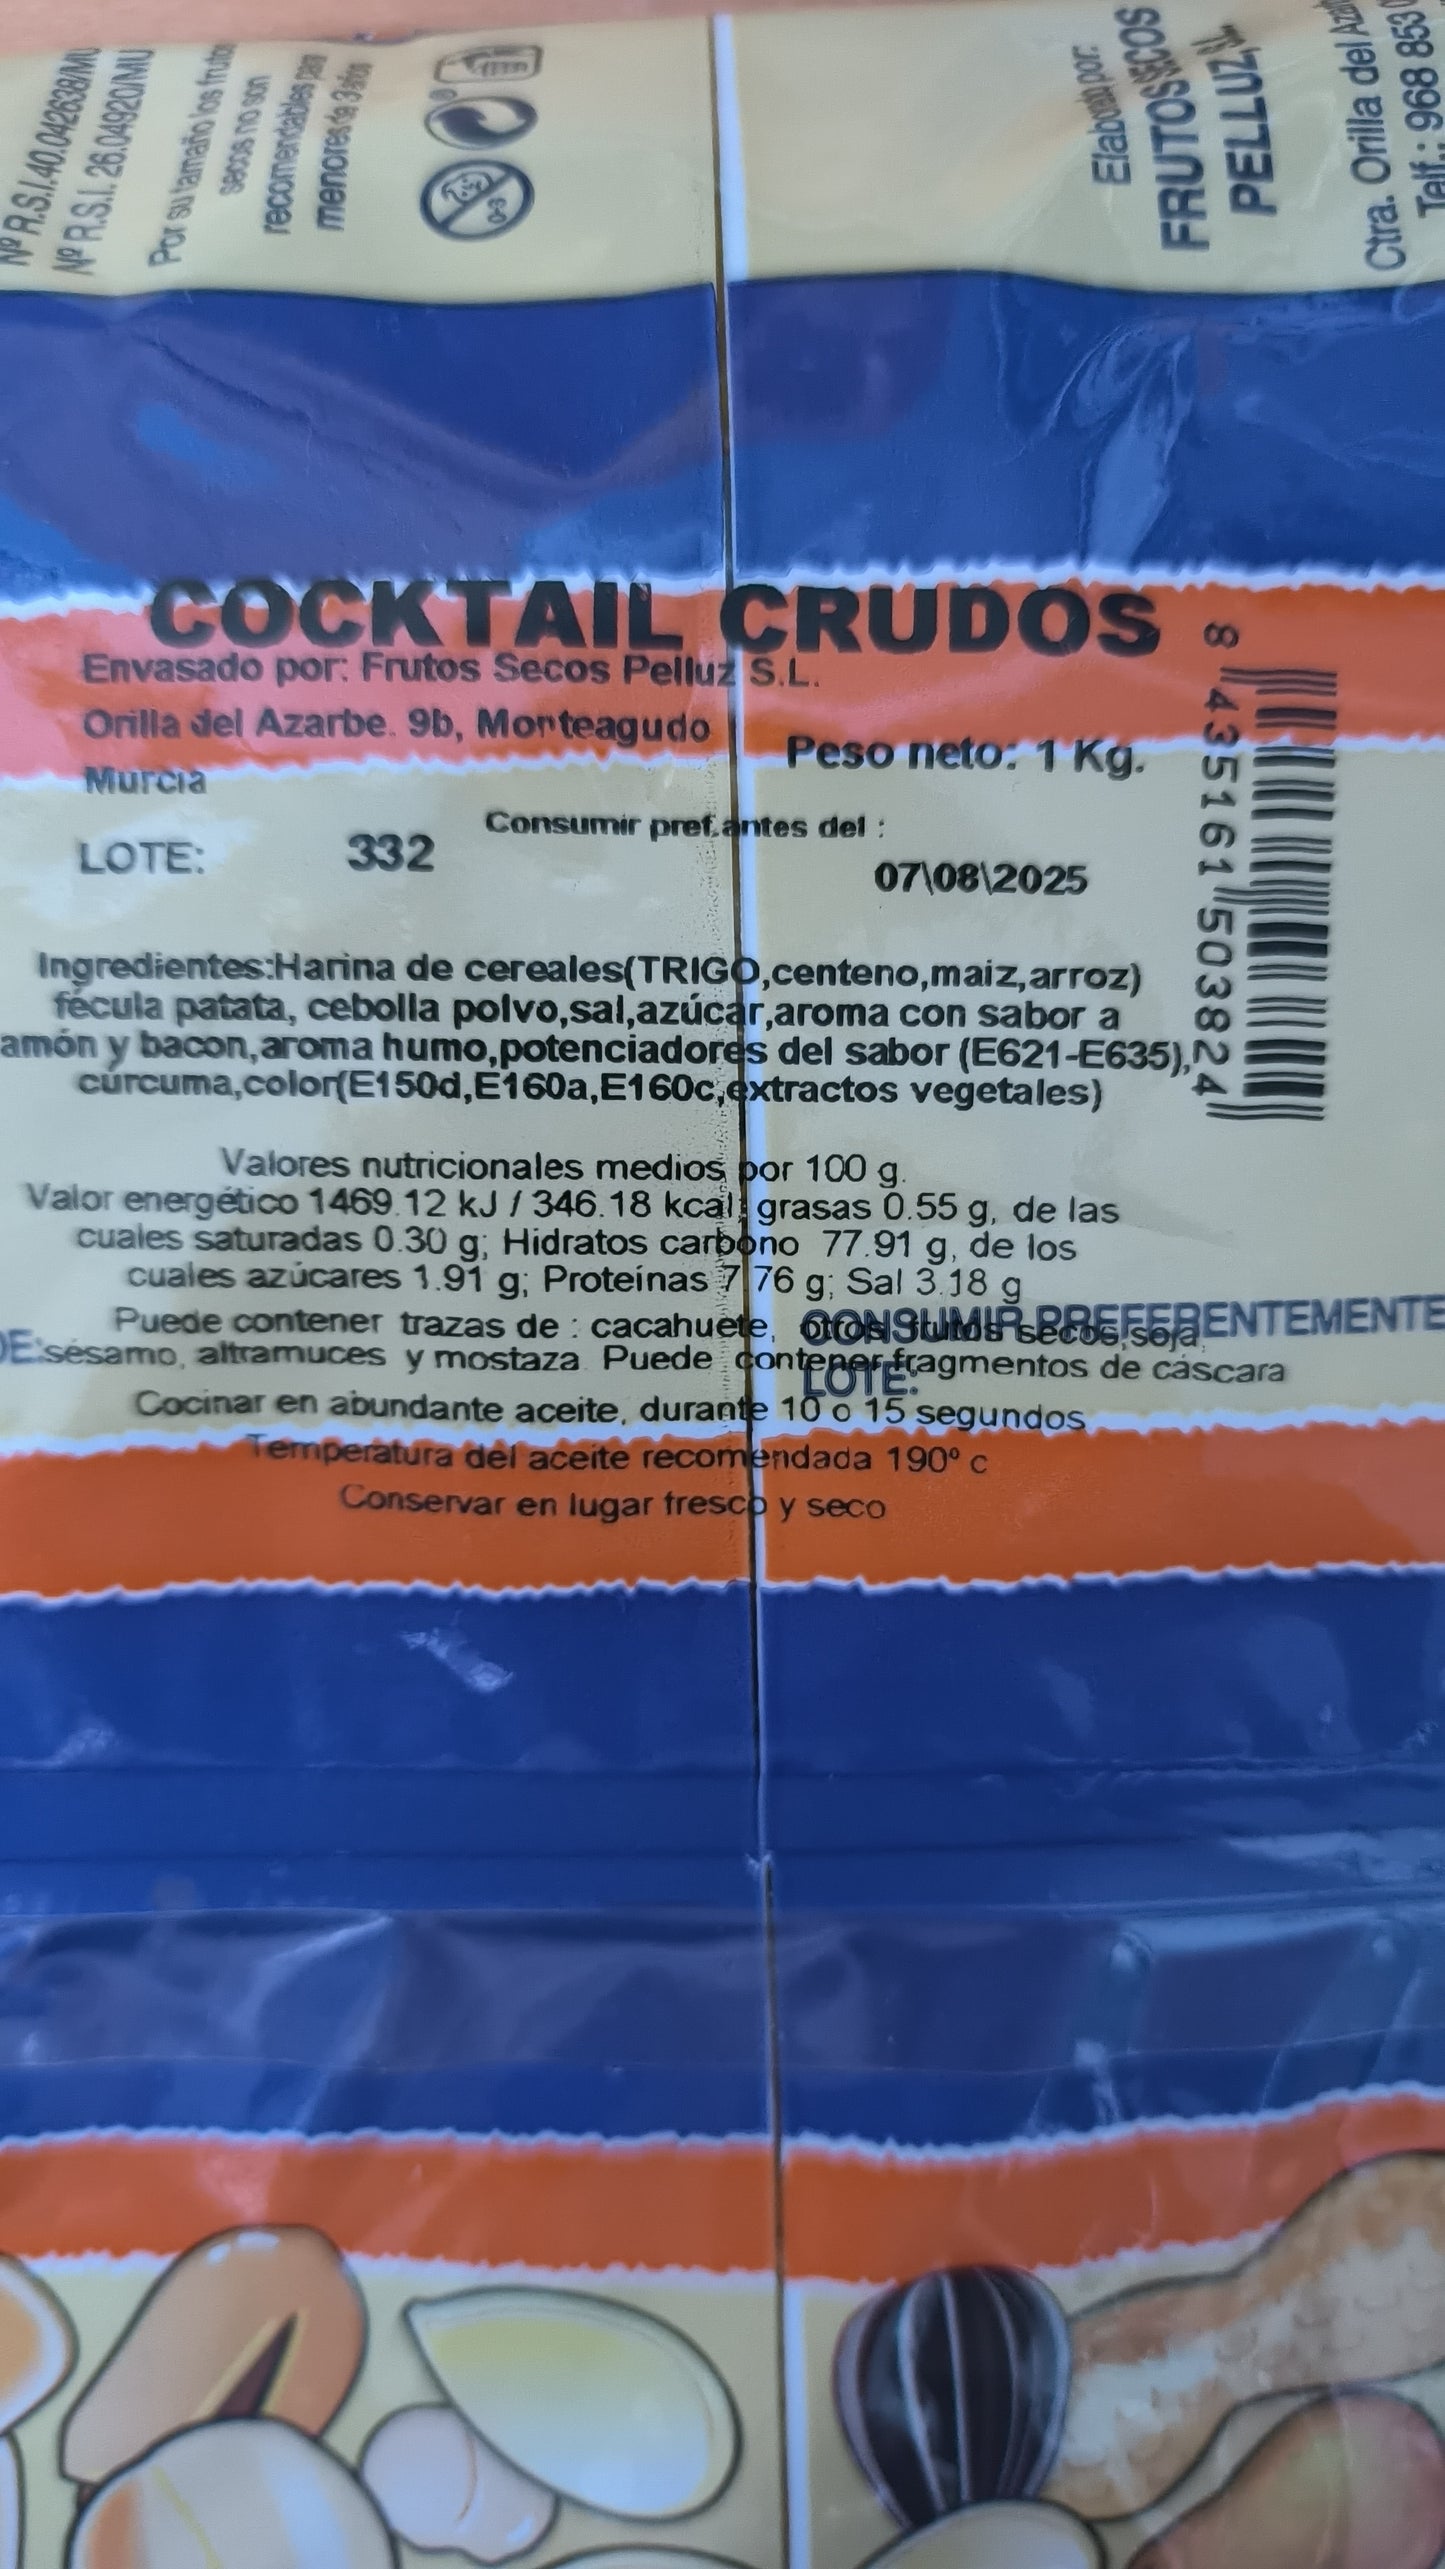 Nº R.S.I.40.042638/MU
Nº R.S.I. 26.04920/MU
Por su tamaño los frutos
secos no son
recomendables para
menores de 3 años
0-3
Elaborado por:
FRUTOS SECOS
PELLUZ,
Ctra. Orilla del Azar
Telf.: 968 853 0
COCKTAIL CRUDOS
Envasado por: Frutos Secos Pelluz S.L.
Orilla del Azarbe. 9b, Monteagudo
Murcia
Peso neto: 1 Kg.
Consumir pref.antes del :
LOTE: 332
07\08\2025
8 435161 503824
Ingredientes:Harina de cereales(TRIGO,centeno,maiz,arroz)
fécula patata, cebolla polvo,sal,azúcar,aroma con sabor a
amón y bacon,aroma humo,potenciadores del sabor (E621-E635),
cúrcuma,color(E150d,E160a,E160c,extractos vegetales)
Valores nutricionales medios por 100 g.
Valor energético 1469.12 kJ / 346.18 kcal; grasas 0.55 g, de las
cuales saturadas 0.30 g; Hidratos carbono 77.91 g, de los
cuales azúcares 1.91 g; Proteínas 7.76 g; Sal 3.18 g
Puede contener trazas de : cacahuete, otros frutos secos,soja,
CONSUMIR PREFERENTEMENTE
DE:
sésamo, altramuces y mostaza Puede contener fragmentos de cáscara
LOTE:
Cocinar en abundante aceite, durante 10 o 15 segundos
Temperatura del aceite recomendada 190º c
Conservar en lugar fresco y seco